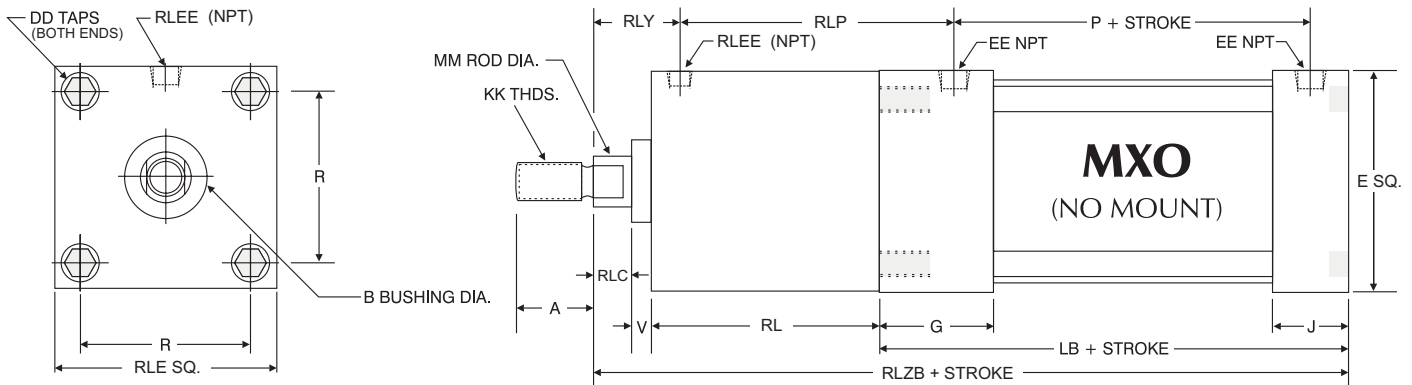 DD TAPS
(BOTH ENDS)
RLEE (NPT)
R
B BUSHING DIA.
R
RLE SQ.
RLY
RLP
P + STROKE
RLEE (NPT)
EE NPT
EE NPT
MM ROD DIA.
KK THDS.
MXO
(NO MOUNT)
E SQ.
RLC
A
V
RL
G
J
LB + STROKE
RLZB + STROKE